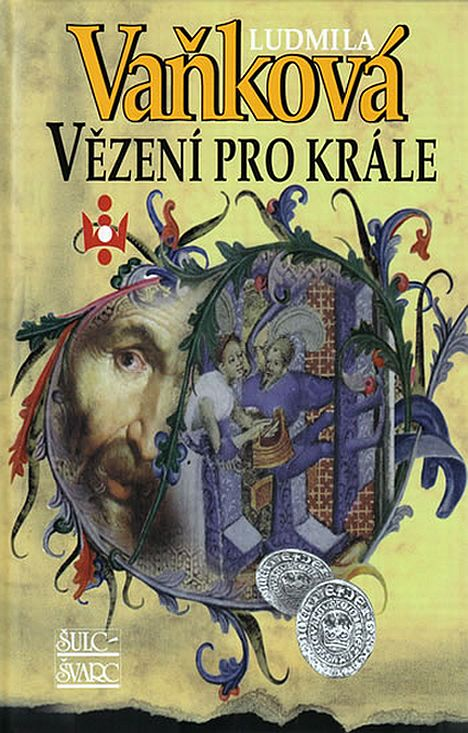 LUDMILA
Vaňková
VĚZENÍ PRO KRÁLE
ŠULC-
ŠVARC